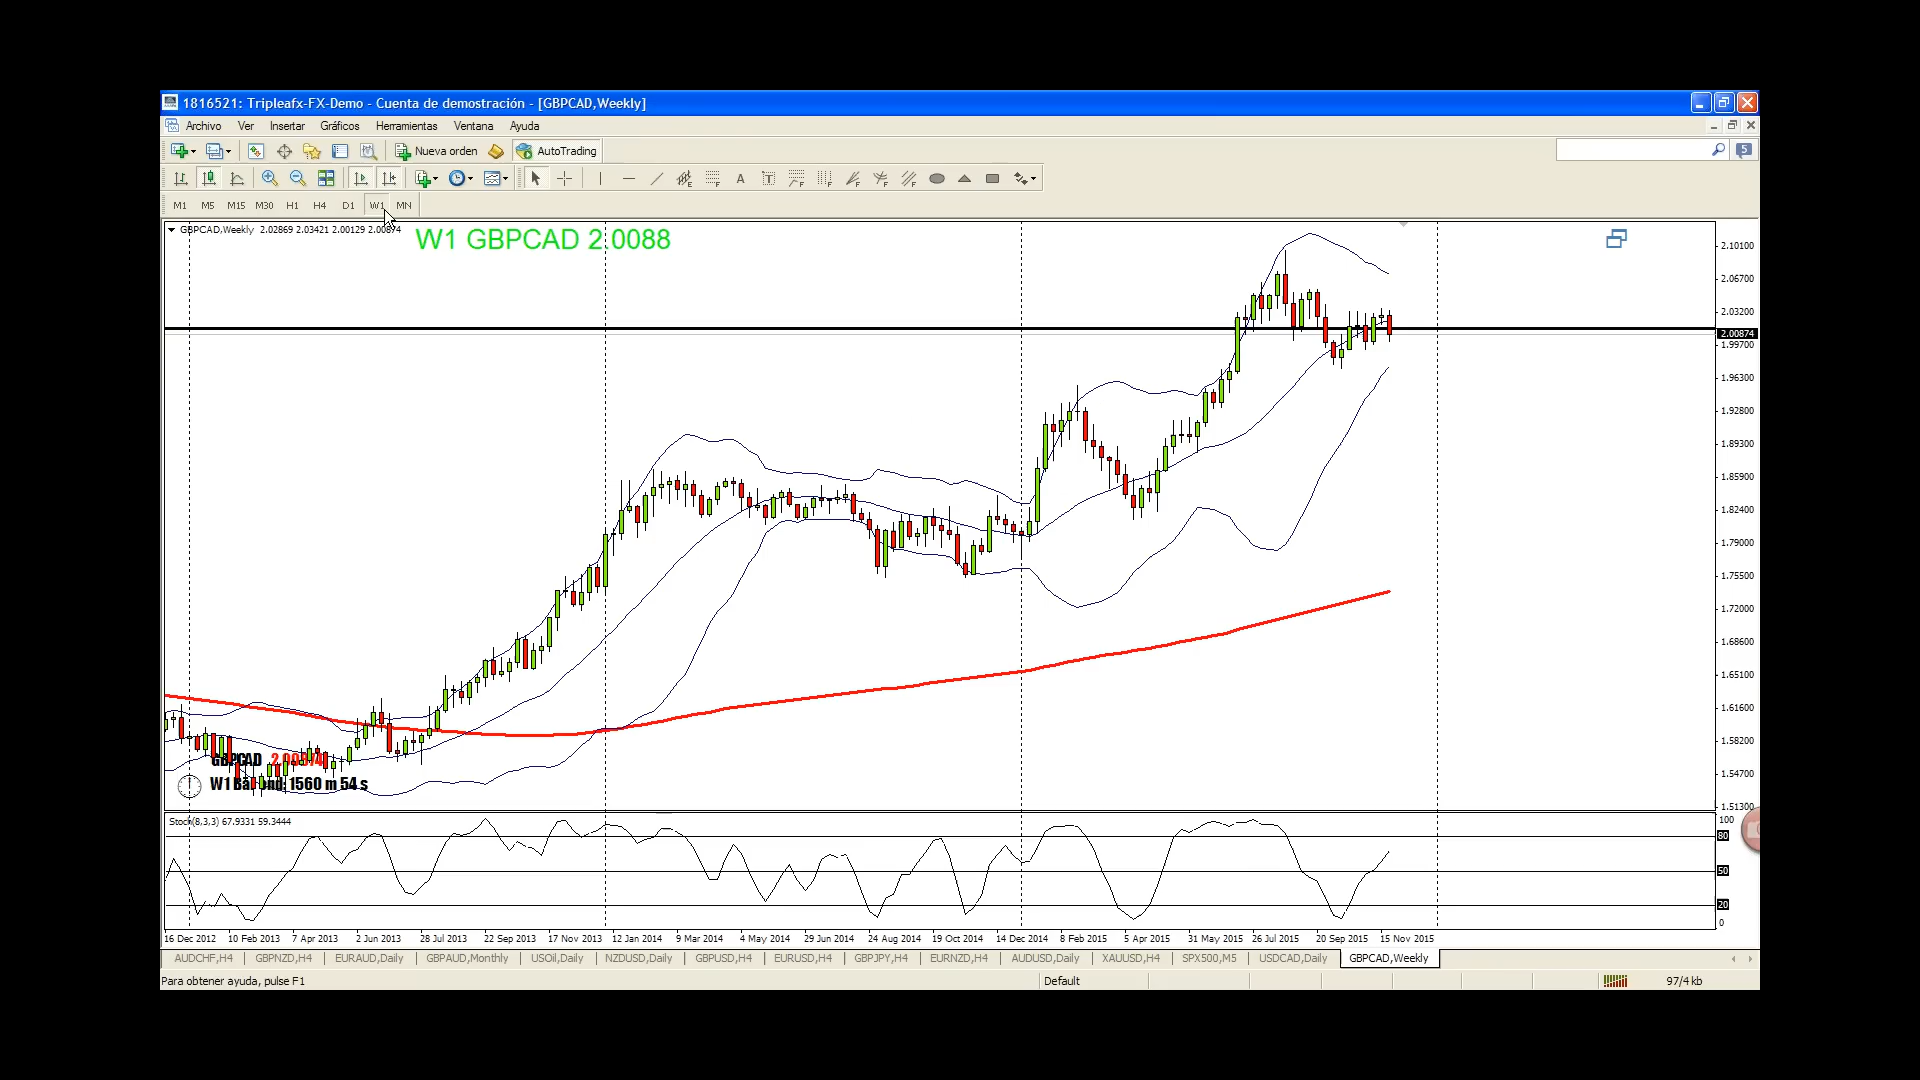 1816521: Tripleafx-FX-Demo - Cuenta de demostración - [GBPCAD,Weekly]
Archivo Ver Insertar Gráficos Herramientas Ventana Ayuda
Nueva orden AutoTrading 5
A T
M1 M5 M15 M30 H1 H4 D1 W1 MN
GBPCAD,Weekly 2.02869 2.03421 2.00129 2.00874
W1 GBPCAD 2.0088
2.10100
2.06700
2.03200
2.00874
1.99700
1.96300
1.92800
1.89300
1.85900
1.82400
1.79000
1.75500
1.72000
1.68600
1.65100
1.61600
1.58200
1.54700
1.51300
GBPCAD 2.00874
W1 Bar end: 1560 m 54 s
Stoch(8,3,3) 67.9331 59.3444
100
80
50
20
0
16 Dec 2012 10 Feb 2013 7 Apr 2013 2 Jun 2013 28 Jul 2013 22 Sep 2013 17 Nov 2013 12 Jan 2014 9 Mar 2014 4 May 2014 29 Jun 2014 24 Aug 2014 19 Oct 2014 14 Dec 2014 8 Feb 2015 5 Apr 2015 31 May 2015 26 Jul 2015 20 Sep 2015 15 Nov 2015
AUDCHF,H4 GBPNZD,H4 EURAUD,Daily GBPAUD,Monthly USOil,Daily NZDUSD,Daily GBPUSD,H4 EURUSD,H4 GBPJPY,H4 EURNZD,H4 AUDUSD,Daily XAUUSD,H4 SPX500,M5 USDCAD,Daily GBPCAD,Weekly
Para obtener ayuda, pulse F1 Default 97/4 kb